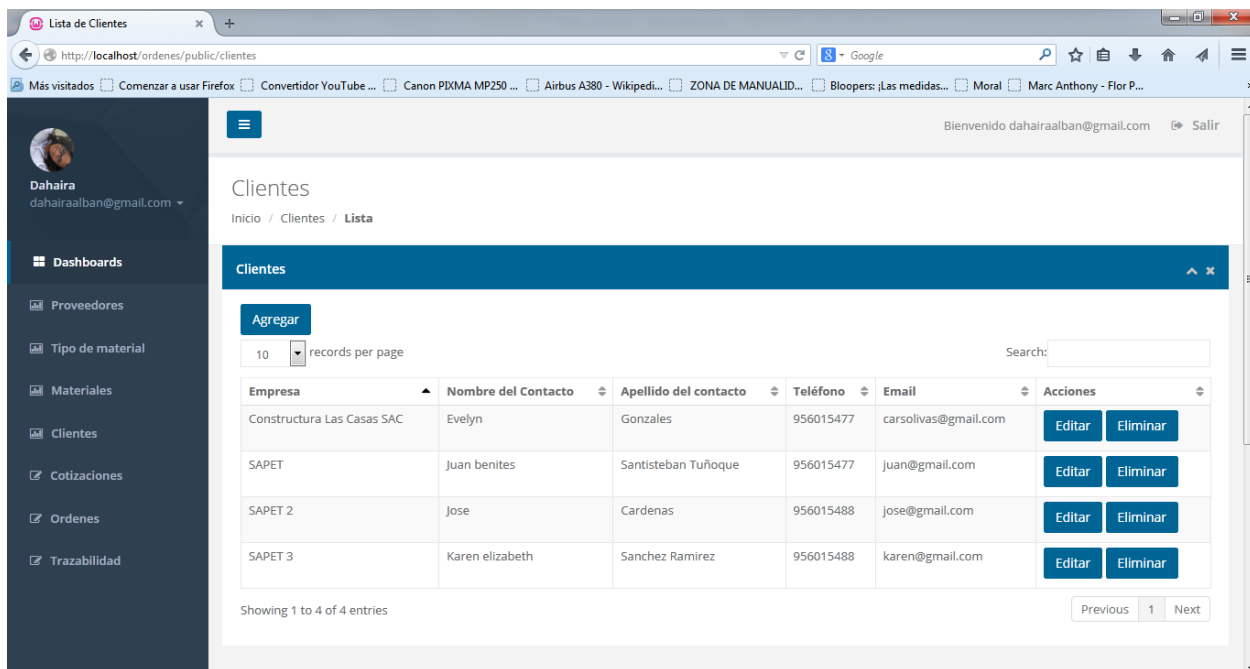 Lista de Clientes
http://localhost/ordenes/public/clientes
Google
Más visitados Comenzar a usar Firefox Convertidor YouTube ... Canon PIXMA MP250 ... Airbus A380 - Wikipedi... ZONA DE MANUALID... Bloopers: ¡Las medidas... Moral Marc Anthony - Flor P...
Bienvenido dahairaalban@gmail.com Salir
Dahaira
dahairaalban@gmail.com
Dashboards
Proveedores
Tipo de material
Materiales
Clientes
Cotizaciones
Ordenes
Trazabilidad
Clientes
Inicio / Clientes / Lista
Clientes
Agregar
10 records per page Search:
Empresa Nombre del Contacto Apellido del contacto Teléfono Email Acciones
Constructura Las Casas SAC Evelyn Gonzales 956015477 carsolivas@gmail.com Editar Eliminar
SAPET Juan benites Santisteban Tuñoque 956015477 juan@gmail.com Editar Eliminar
SAPET 2 Jose Cardenas 956015488 jose@gmail.com Editar Eliminar
SAPET 3 Karen elizabeth Sanchez Ramirez 956015488 karen@gmail.com Editar Eliminar
Showing 1 to 4 of 4 entries Previous 1 Next